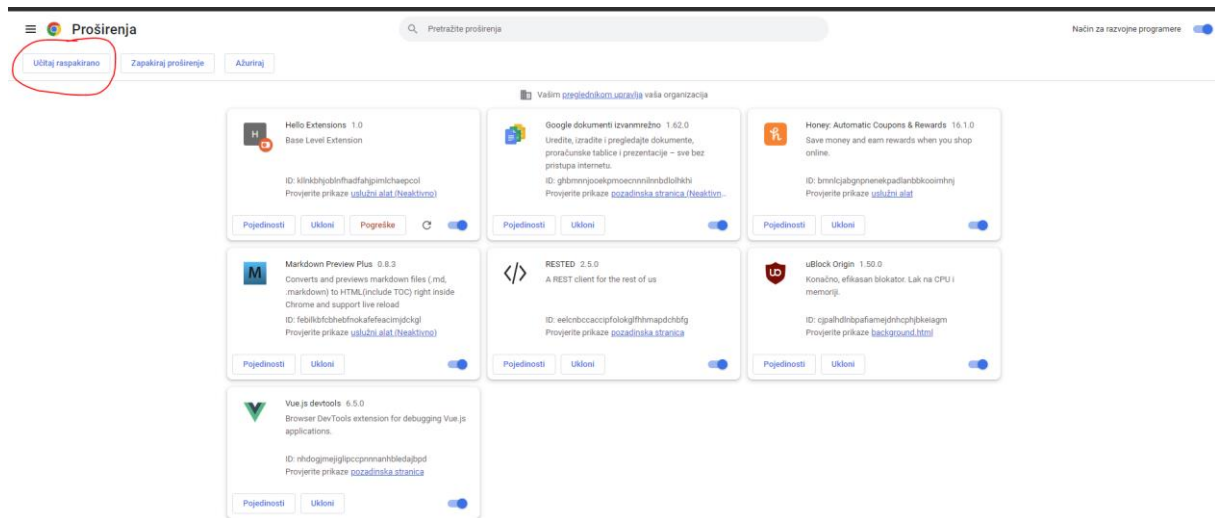 Proširenja
Pretražite proširenja
Način za razvojne programere
Učitaj raspakirano
Zapakiraj proširenje
Ažuriraj
Vašim preglednikom upravlja vaša organizacija
H
Hello Extensions 1.0
Base Level Extension
ID: kllnkbhjoblnfhadfahjpimlchaepcol
Provjerite prikaze uslužni alat (Neaktivno)
Pojedinosti
Ukloni
Pogreške
Google dokumenti izvanmrežno 1.62.0
Uredite, izradite i pregledajte dokumente,
proračunske tablice i prezentacije – sve bez
pristupa internetu.
ID: ghbmnnjooekpmoecnnnilnnbdlolhkhi
Provjerite prikaze pozadinska stranica (Neaktivn...
Pojedinosti
Ukloni
Honey: Automatic Coupons & Rewards 16.1.0
Save money and earn rewards when you shop
online.
ID: bmnlcjabgnpnenekpadlanbbkooimhnj
Provjerite prikaze uslužni alat
Pojedinosti
Ukloni
M
Markdown Preview Plus 0.8.3
Converts and previews markdown files (.md,
.markdown) to HTML(include TOC) right inside
Chrome and support live reload
ID: febilkbfcbhebfnokafefeacimjdckgl
Provjerite prikaze uslužni alat (Neaktivno)
Pojedinosti
Ukloni
</>
RESTED 2.5.0
A REST client for the rest of us
ID: eelcnbccaccipfolokglfhhmapdchbfg
Provjerite prikaze pozadinska stranica
Pojedinosti
Ukloni
uBlock Origin 1.50.0
Konačno, efikasan blokator. Lak na CPU i
memoriji.
ID: cjpalhdlnbpafiamejdnhcphjbkeiagm
Provjerite prikaze background.html
Pojedinosti
Ukloni
Vue.js devtools 6.5.0
Browser DevTools extension for debugging Vue.js
applications.
ID: nhdogjmejiglipccpnnnanhbledajbpd
Provjerite prikaze pozadinska stranica
Pojedinosti
Ukloni